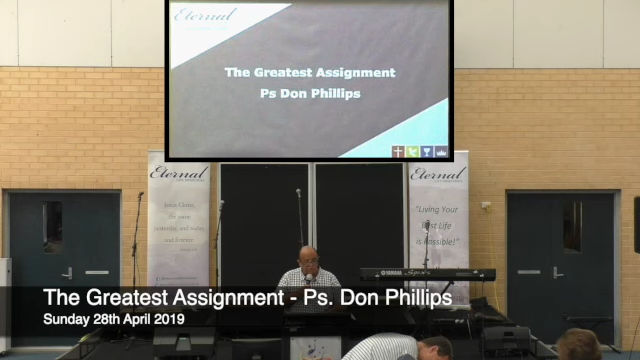 Eternal
The Greatest Assignment
Ps Don Phillips
Eternal
Jesus Christ,
the same
yesterday, and today,
and forever
Eternal
"Living Your
Best Life
is Possible!"
YAMAHA
The Greatest Assignment - Ps. Don Phillips
Sunday 28th April 2019